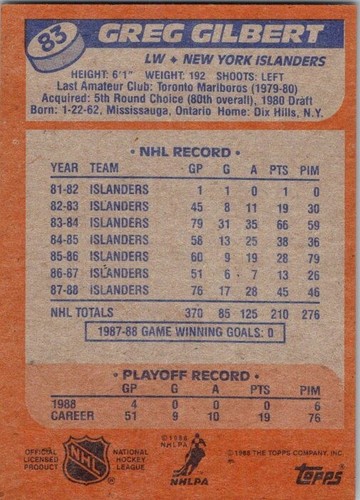 83
GREG GILBERT
LW ♦ NEW YORK ISLANDERS
HEIGHT: 6'1" WEIGHT: 192 SHOOTS: LEFT
Last Amateur Club: Toronto Marlboros (1979-80)
Acquired: 5th Round Choice (80th overall), 1980 Draft
Born: 1-22-62, Mississauga, Ontario Home: Dix Hills, N.Y.
• NHL RECORD •
YEAR TEAM GP G A PTS PIM
81-82 ISLANDERS 1 1 0 1 0
82-83 ISLANDERS 45 8 11 19 30
83-84 ISLANDERS 79 31 35 66 59
84-85 ISLANDERS 58 13 25 38 36
85-86 ISLANDERS 60 9 19 28 79
86-87 ISLANDERS 51 6 7 13 26
87-88 ISLANDERS 76 17 28 45 46
NHL TOTALS 370 85 125 210 276
1987-88 GAME WINNING GOALS: 0
• PLAYOFF RECORD •
GP G A PTS PIM
1988 4 0 0 0 6
CAREER 51 9 10 19 76
OFFICIAL LICENSED PRODUCT
NHL
NATIONAL HOCKEY LEAGUE
©1988 NHLPA
NHLPA
©1988 THE TOPPS COMPANY, INC.
Topps